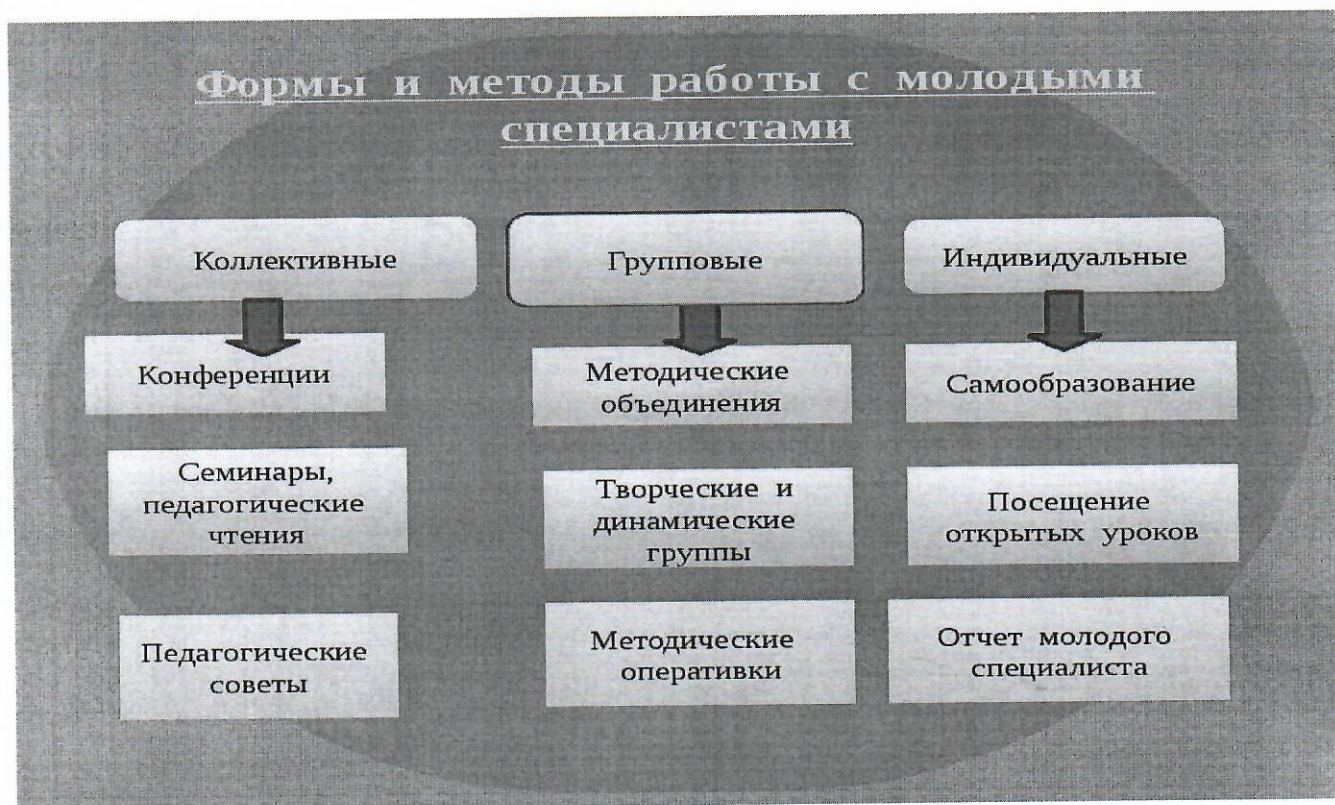 Формы и методы работы с молодыми
специалистами
Коллективные
Групповые
Индивидуальные
Конференции
Методические
объединения
Самообразование
Семинары,
педагогические
чтения
Творческие и
динамические
группы
Посещение
открытых уроков
Педагогические
советы
Методические
оперативки
Отчет молодого
специалиста